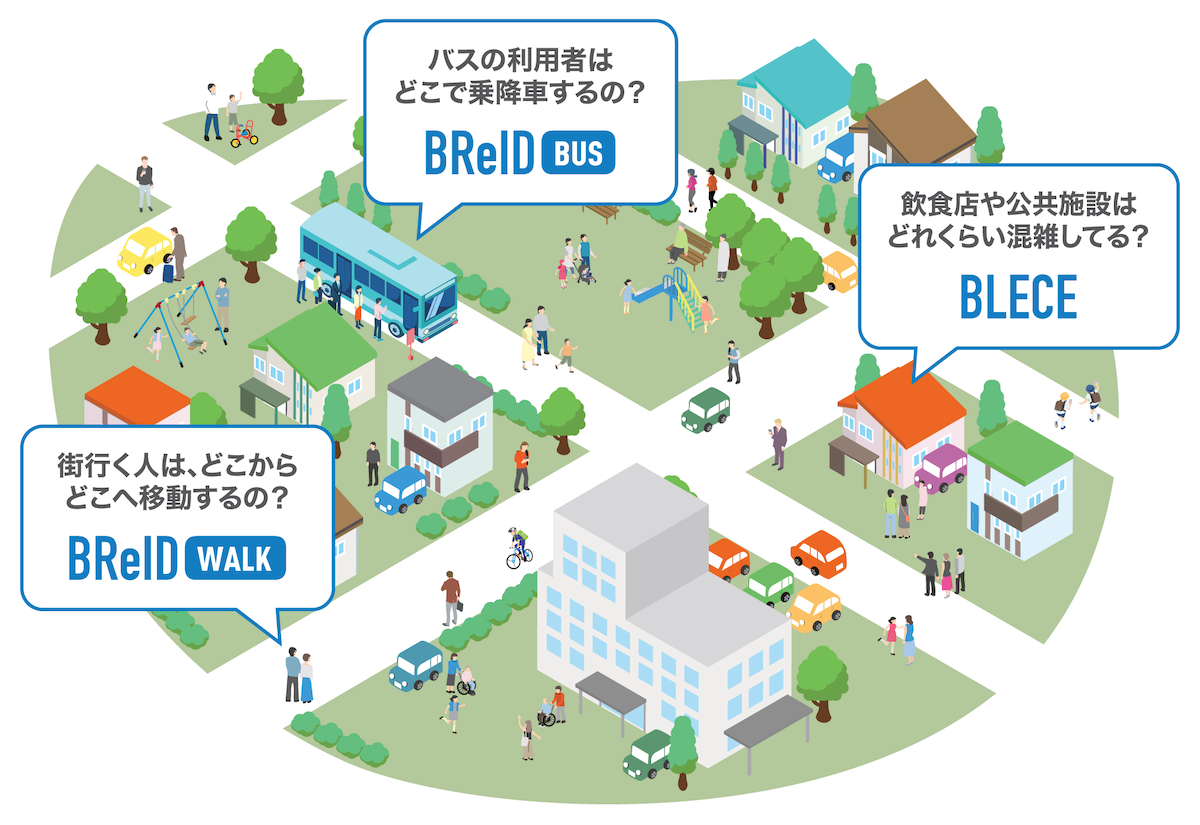 バスの利用者は
どこで乗降車するの？
BReID BUS
飲食店や公共施設は
どれくらい混雑してる？
BLECE
街行く人は、どこから
どこへ移動するの？
BReID WALK